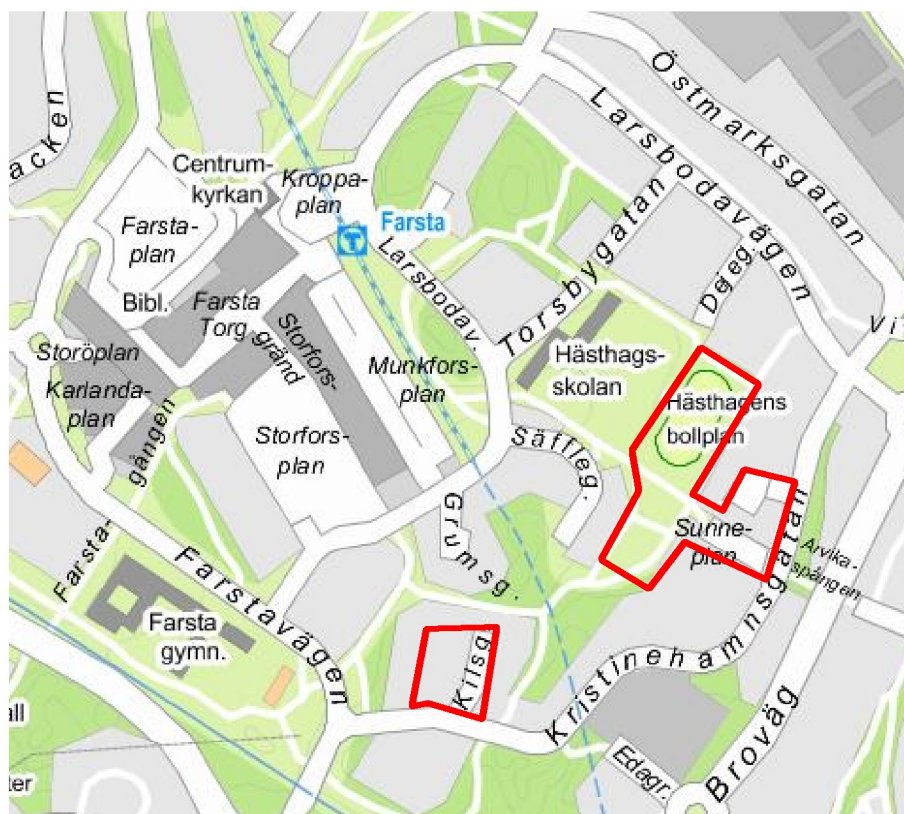 Östmarksgatan
Larsbodavägen
acken
Centrum-
kyrkan
Kroppa-
plan
Torsbygatan
Farsta-
plan
T
Farsta
Larsbodav.
Dejeg.
Bibl.
Farsta
Torg
gränd
Storfors-
plan
Munkfors-
plan
Hästhags-
skolan
Vi
Storöplan
Karlanda-
plan
Hästhagens
bollplan
Storfors-
plan
Farsta-
gången
Säffleg.
Grumsg.
Sunne-
plan
Arvika-
spången
Farstavägen
Farsta
gymn.
Kilsg.
Kristinehamnsgatan
Broväg
Edagr.
all
ter